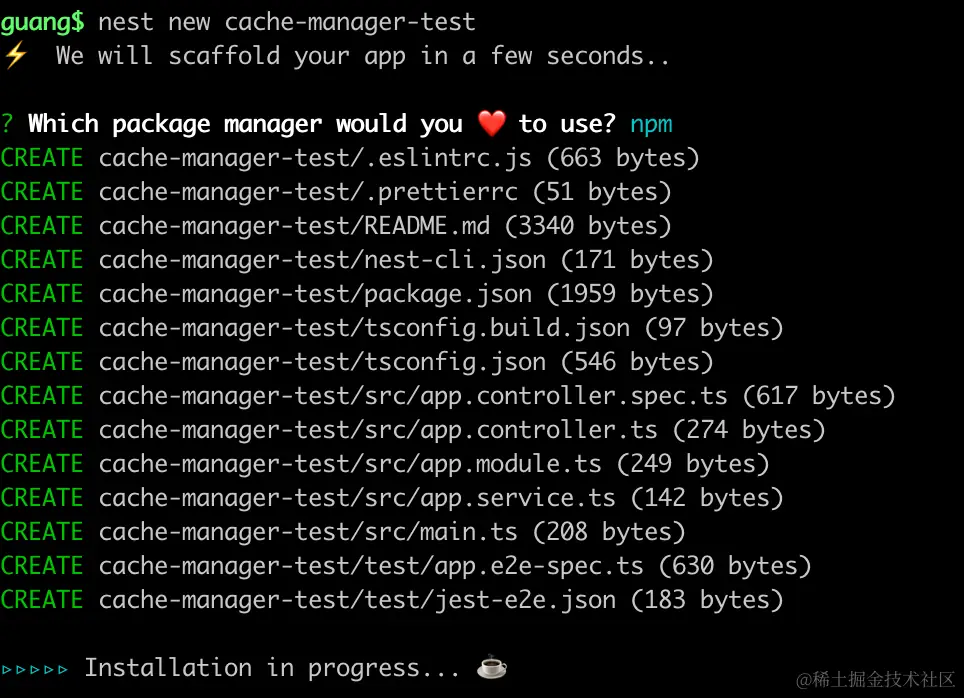 guang$ nest new cache-manager-test
⚡ We will scaffold your app in a few seconds..
? Which package manager would you ❤️ to use? npm
CREATE cache-manager-test/.eslintrc.js (663 bytes)
CREATE cache-manager-test/.prettierrc (51 bytes)
CREATE cache-manager-test/README.md (3340 bytes)
CREATE cache-manager-test/nest-cli.json (171 bytes)
CREATE cache-manager-test/package.json (1959 bytes)
CREATE cache-manager-test/tsconfig.build.json (97 bytes)
CREATE cache-manager-test/tsconfig.json (546 bytes)
CREATE cache-manager-test/src/app.controller.spec.ts (617 bytes)
CREATE cache-manager-test/src/app.controller.ts (274 bytes)
CREATE cache-manager-test/src/app.module.ts (249 bytes)
CREATE cache-manager-test/src/app.service.ts (142 bytes)
CREATE cache-manager-test/src/main.ts (208 bytes)
CREATE cache-manager-test/test/app.e2e-spec.ts (630 bytes)
CREATE cache-manager-test/test/jest-e2e.json (183 bytes)
▹▹▹▹▹ Installation in progress... ☕
@稀土掘金技术社区